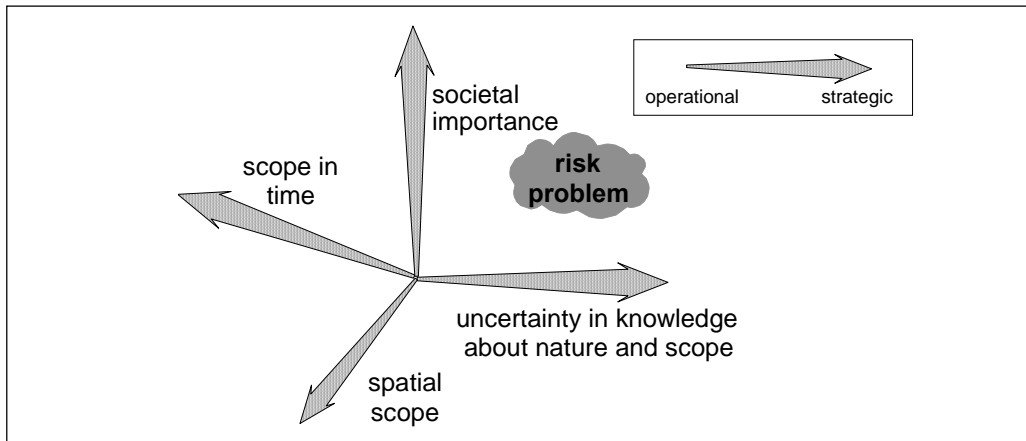 societal
importance
operational
strategic
risk
problem
scope in
time
uncertainty in knowledge
about nature and scope
spatial
scope